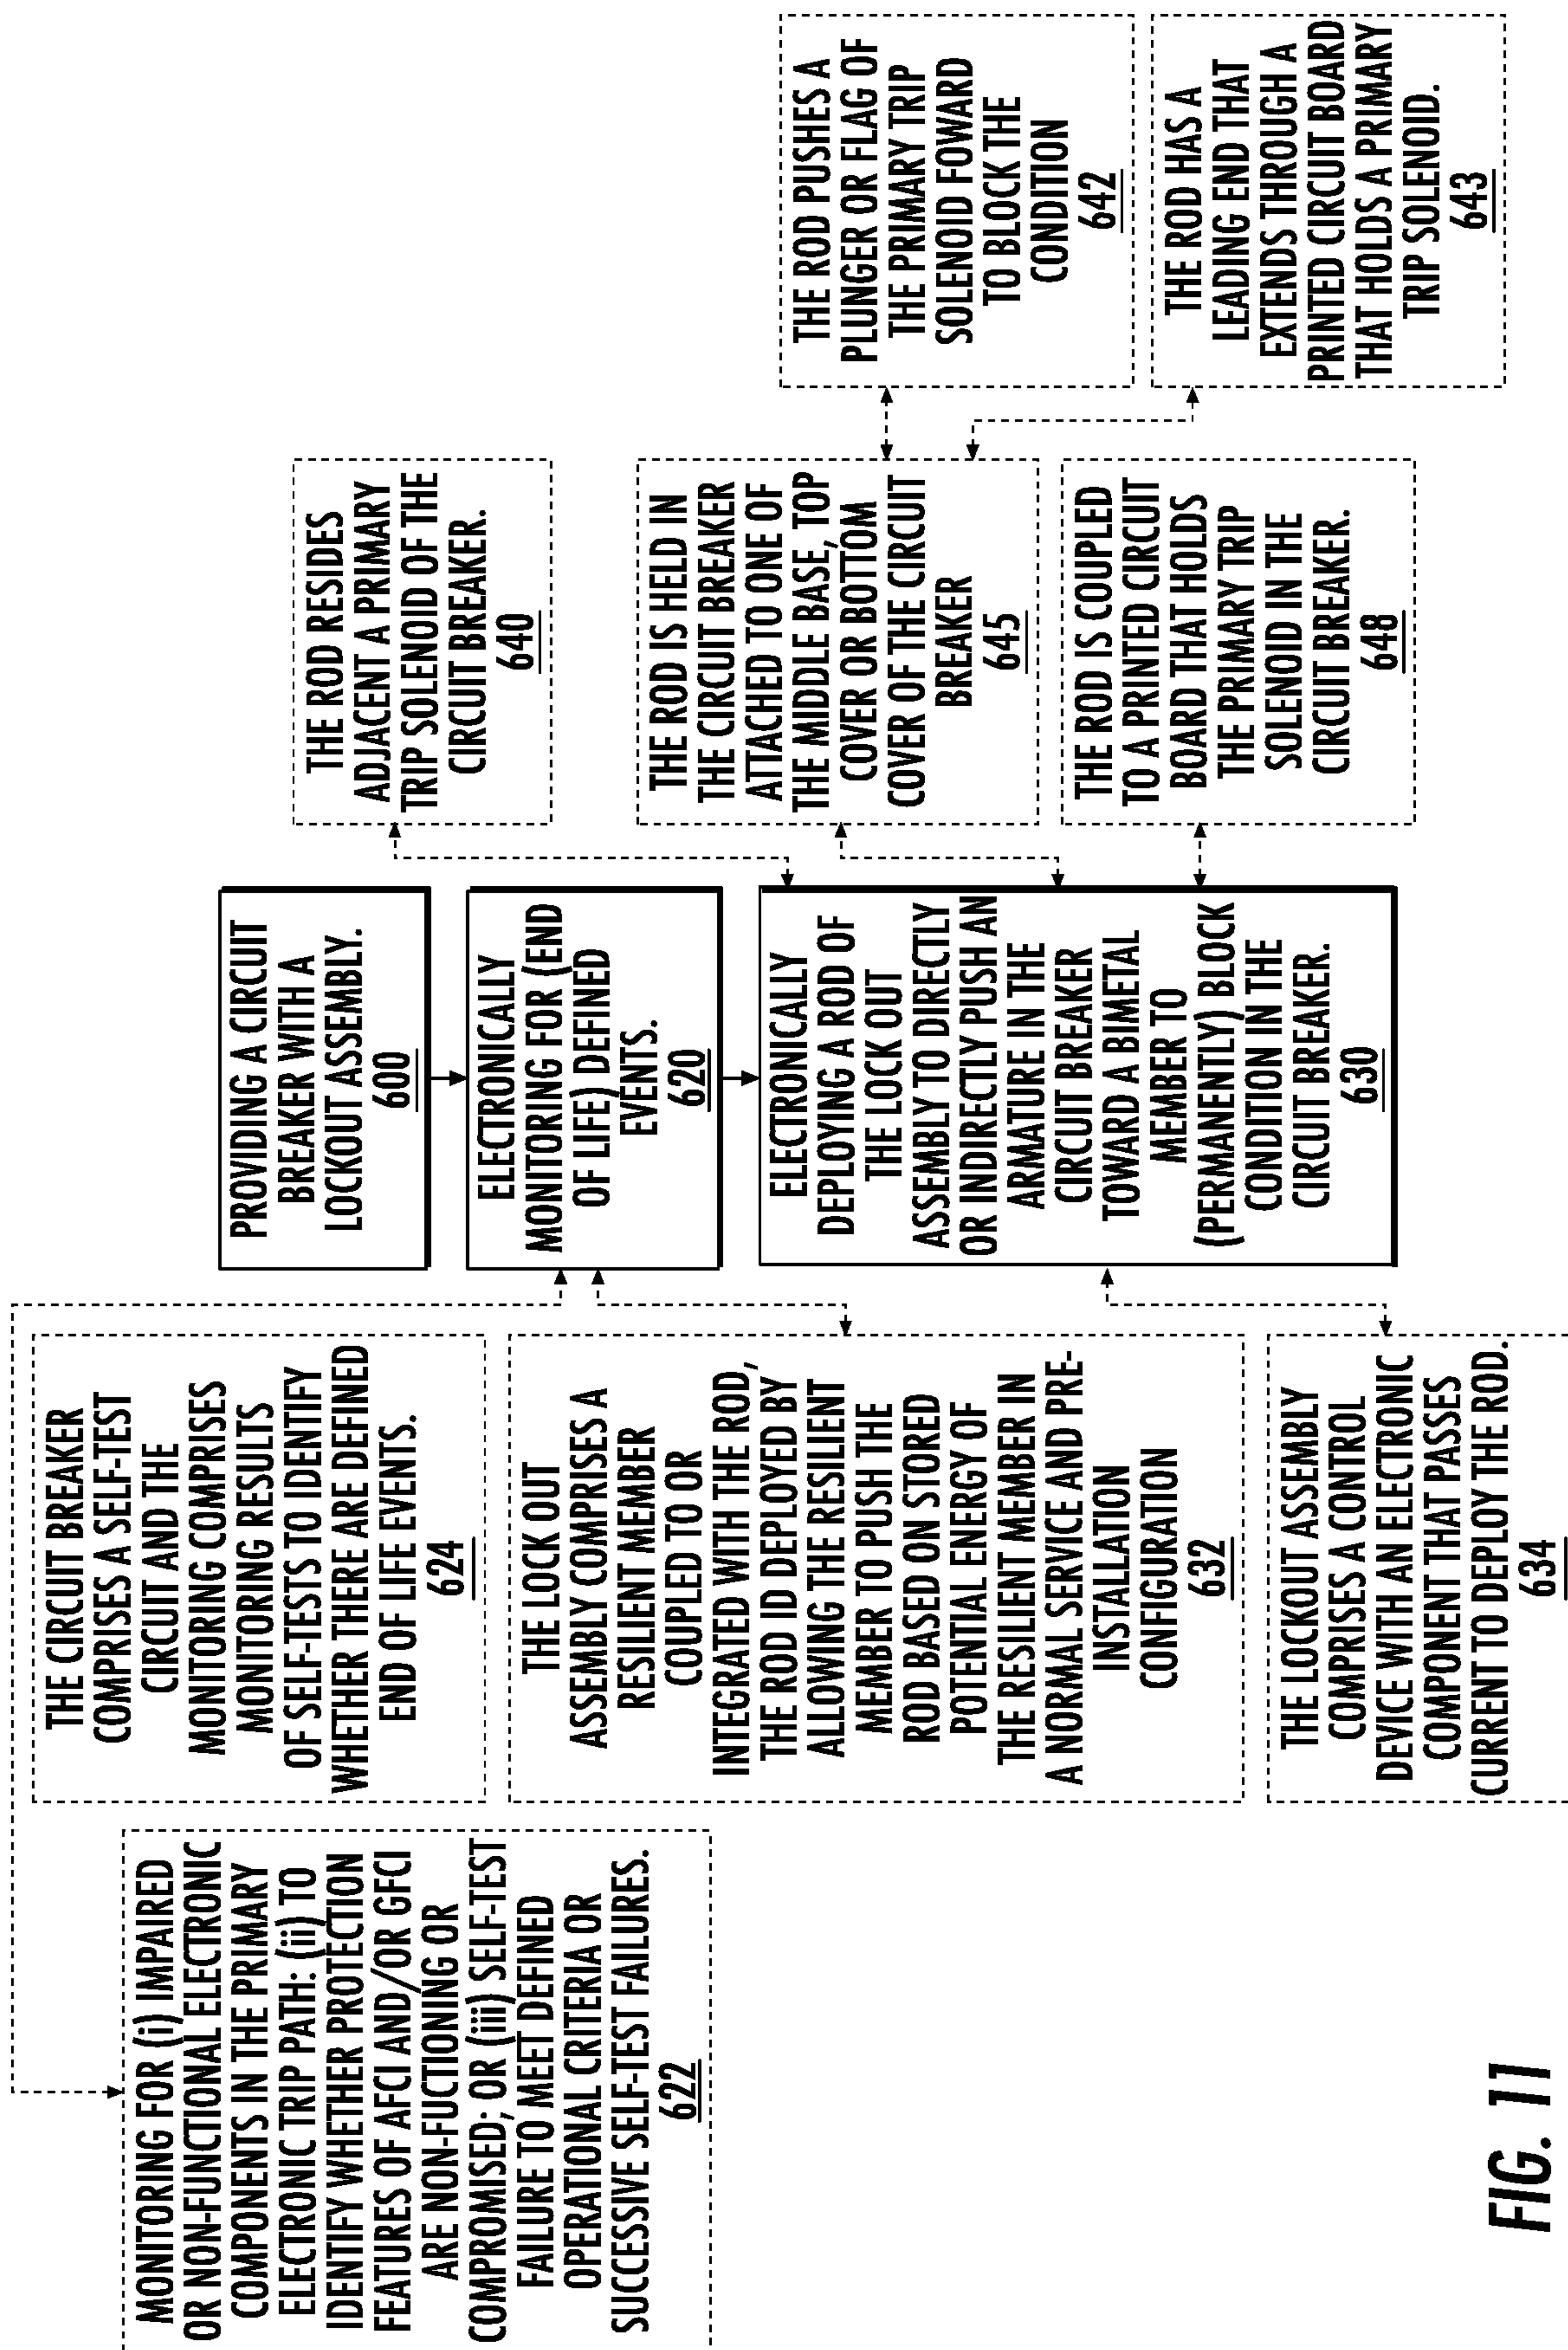 PROVIDING A CIRCUIT
BREAKER WITH A
LOCKOUT ASSEMBLY.
600
ELECTRONICALLY
MONITORING FOR (END
OF LIFE) DEFINED
EVENTS.
620
ELECTRONICALLY
DEPLOYING A ROD OF
THE LOCK OUT
ASSEMBLY TO DIRECTLY
OR INDIRECTLY PUSH AN
ARMATURE IN THE
CIRCUIT BREAKER
TOWARD A BIMETAL
MEMBER TO
(PERMANENTLY) BLOCK
CONDITION IN THE
CIRCUIT BREAKER.
630
MONITORING FOR (i) IMPAIRED
OR NON-FUNCTIONAL ELECTRONIC
COMPONENTS IN THE PRIMARY
ELECTRONIC TRIP PATH: (ii) TO
IDENTIFY WHETHER PROTECTION
FEATURES OF AFCI AND/OR GFCI
ARE NON-FUCTIONING OR
COMPROMISED; OR (iii) SELF-TEST
FAILURE TO MEET DEFINED
OPERATIONAL CRITERIA OR
SUCCESSIVE SELF-TEST FAILURES.
622
THE CIRCUIT BREAKER
COMPRISES A SELF-TEST
CIRCUIT AND THE
MONITORING COMPRISES
MONITORING RESULTS
OF SELF-TESTS TO IDENTIFY
WHETHER THERE ARE DEFINED
END OF LIFE EVENTS.
624
THE LOCK OUT
ASSEMBLY COMPRISES A
RESILIENT MEMBER
COUPLED TO OR
INTEGRATED WITH THE ROD,
THE ROD ID DEPLOYED BY
ALLOWING THE RESILIENT
MEMBER TO PUSH THE
ROD BASED ON STORED
POTENTIAL ENERGY OF
THE RESILIENT MEMBER IN
A NORMAL SERVICE AND PRE-
INSTALLATION
CONFIGURATION
632
THE LOCKOUT ASSEMBLY
COMPRISES A CONTROL
DEVICE WITH AN ELECTRONIC
COMPONENT THAT PASSES
CURRENT TO DEPLOY THE ROD.
634
THE ROD RESIDES
ADJACENT A PRIMARY
TRIP SOLENOID OF THE
CIRCUIT BREAKER.
640
THE ROD IS HELD IN
THE CIRCUIT BREAKER
ATTACHED TO ONE OF
THE MIDDLE BASE, TOP
COVER OR BOTTOM
COVER OF THE CIRCUIT
BREAKER
645
THE ROD IS COUPLED
TO A PRINTED CIRCUIT
BOARD THAT HOLDS
THE PRIMARY TRIP
SOLENOID IN THE
CIRCUIT BREAKER.
648
THE ROD PUSHES A
PLUNGER OR FLAG OF
THE PRIMARY TRIP
SOLENOID FOWARD
TO BLOCK THE
CONDITION
642
THE ROD HAS A
LEADING END THAT
EXTENDS THROUGH A
PRINTED CIRCUIT BOARD
THAT HOLDS A PRIMARY
TRIP SOLENOID.
643
FIG. 11